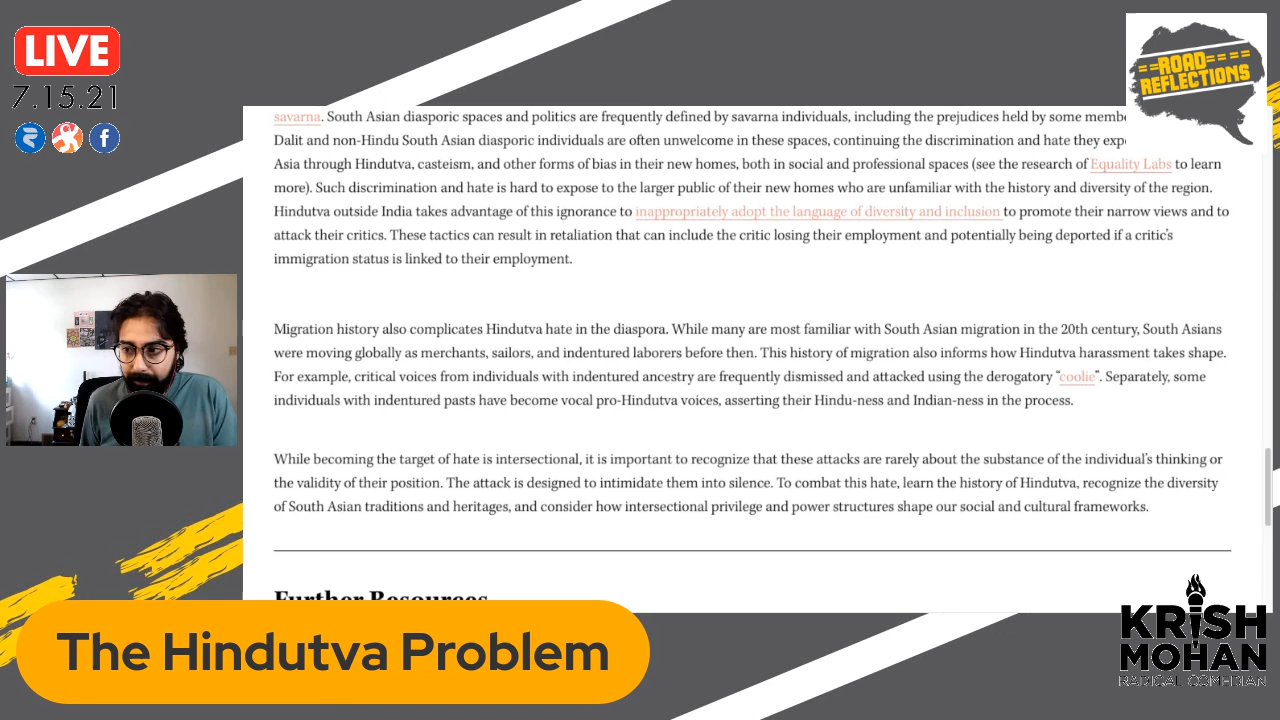 LIVE
7.15.21
==ROAD====
REFLECTIONS
savarna. South Asian diasporic spaces and politics are frequently defined by savarna individuals, including the prejudices held by some
Dalit and non-Hindu South Asian diasporic individuals are often unwelcome in these spaces, continuing the discrimination and hate they
Asia through Hindutva, casteism, and other forms of bias in their new homes, both in social and professional spaces (see the research of Equality Labs to learn
more). Such discrimination and hate is hard to expose to the larger public of their new homes who are unfamiliar with the history and diversity of the region.
Hindutva outside India takes advantage of this ignorance to inappropriately adopt the language of diversity and inclusion to promote their narrow views and to
attack their critics. These tactics can result in retaliation that can include the critic losing their employment and potentially being deported if a critic's
immigration status is linked to their employment.
Migration history also complicates Hindutva hate in the diaspora. While many are most familiar with South Asian migration in the 20th century, South Asians
were moving globally as merchants, sailors, and indentured laborers before then. This history of migration also informs how Hindutva harassment takes shape.
For example, critical voices from individuals with indentured ancestry are frequently dismissed and attacked using the derogatory “coolie”. Separately, some
individuals with indentured pasts have become vocal pro-Hindutva voices, asserting their Hindu-ness and Indian-ness in the process.
While becoming the target of hate is intersectional, it is important to recognize that these attacks are rarely about the substance of the individual's thinking or
the validity of their position. The attack is designed to intimidate them into silence. To combat this hate, learn the history of Hindutva, recognize the diversity
of South Asian traditions and heritages, and consider how intersectional privilege and power structures shape our social and cultural frameworks.
Further Resources
The Hindutva Problem
KRISH
MOHAN
RADICAL COMEDIAN